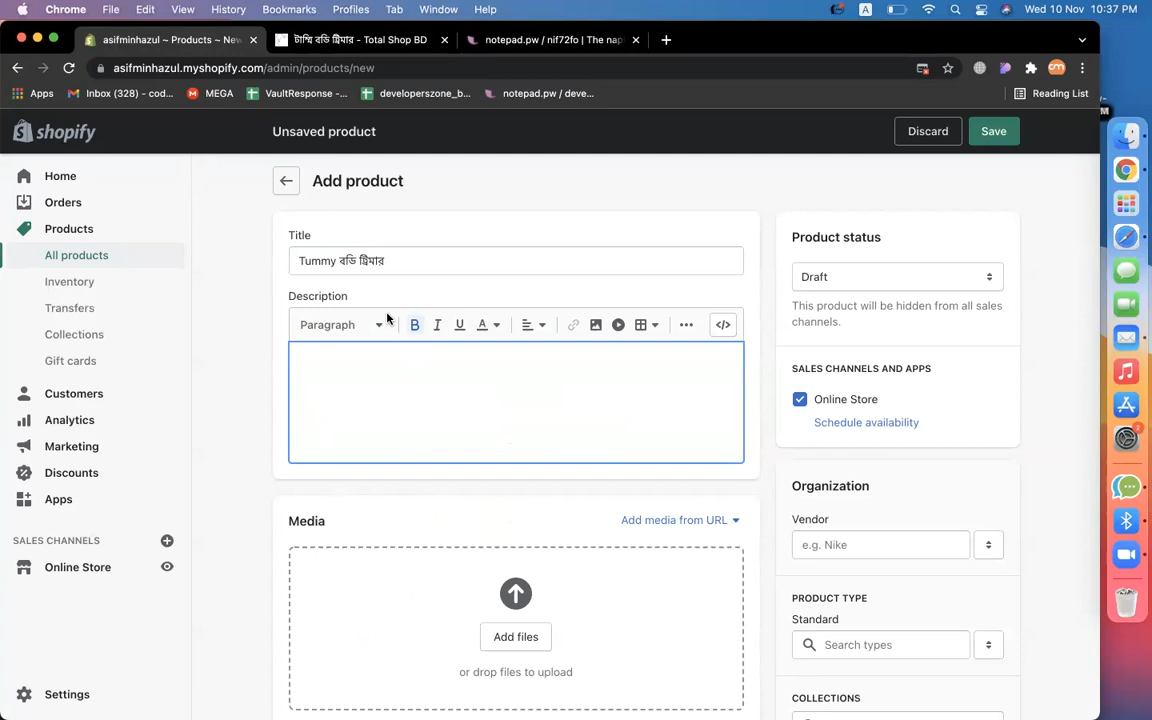 Chrome File Edit View History Bookmarks Profiles Tab Window Help A Wed 10 Nov 10:37 PM
asifminhazul ~ Products ~ Nev টাম্মি বডি ট্রিমার - Total Shop BD notepad.pw / nif72fo | The nap
asifminhazul.myshopify.com/admin/products/new
Apps Inbox (328) - cod... MEGA VaultResponse -... developerszone_b... notepad.pw / deve... Reading List
shopify Unsaved product Discard Save
Home
Orders
Products
All products
Inventory
Transfers
Collections
Gift cards
Customers
Analytics
Marketing
Discounts
Apps
SALES CHANNELS
Online Store
Settings
Add product
Title
Tummy বডি ট্রিমার
Description
Paragraph B I U A
Media Add media from URL
Add files
or drop files to upload
Product status
Draft
This product will be hidden from all sales
channels.
SALES CHANNELS AND APPS
Online Store
Schedule availability
Organization
Vendor
e.g. Nike
PRODUCT TYPE
Standard
Search types
COLLECTIONS